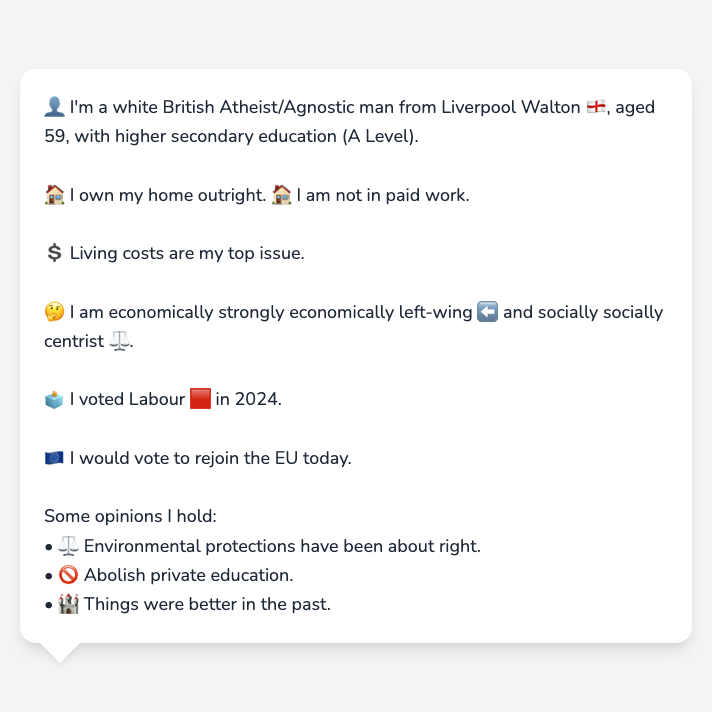 👤 I'm a white British Atheist/Agnostic man from Liverpool Walton 🏴󠁧󠁢󠁥󠁮󠁧󠁿, aged
59, with higher secondary education (A Level).
🏠 I own my home outright. 🏠 I am not in paid work.
💲 Living costs are my top issue.
🤔 I am economically strongly economically left-wing ⬅️ and socially socially
centrist ⚖️.
🗳️ I voted Labour 🟥 in 2024.
🇪🇺 I would vote to rejoin the EU today.
Some opinions I hold:
• ⚖️ Environmental protections have been about right.
• 🚫 Abolish private education.
• 🏰 Things were better in the past.